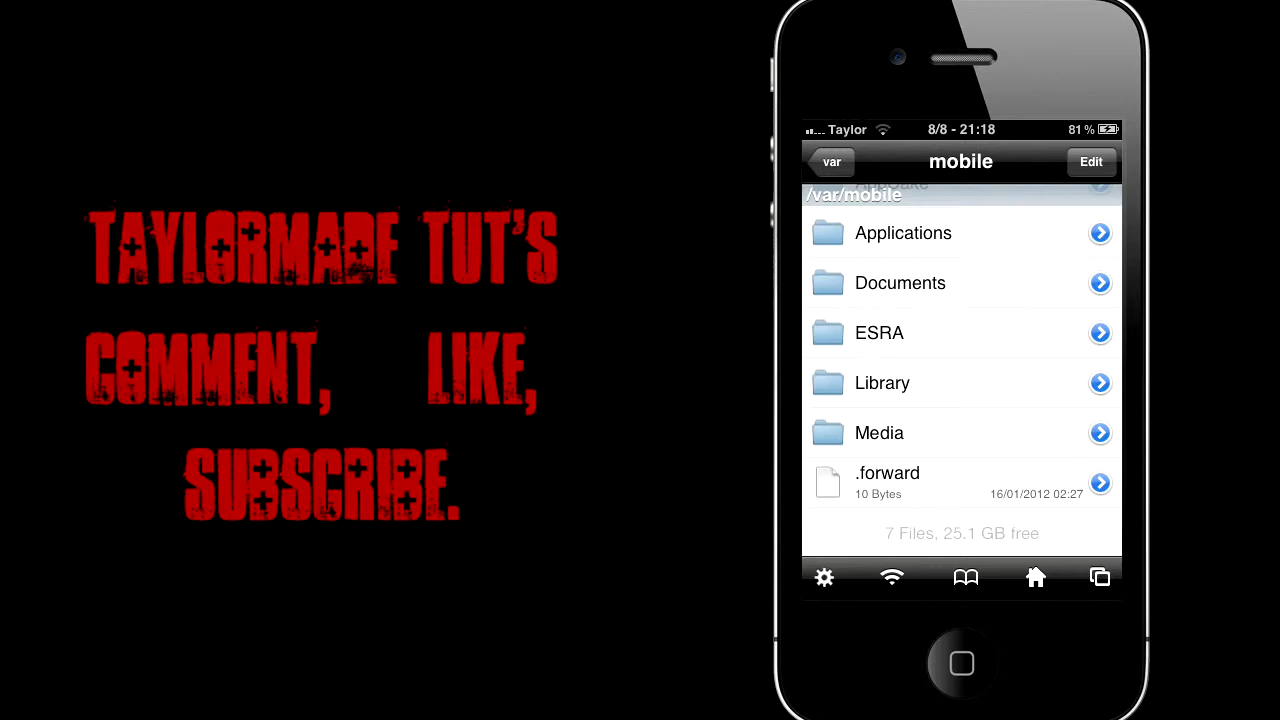 TAYLORMADE TUT'S
COMMENT, LIKE,
SUBSCRIBE.
Taylor 8/8 - 21:18 81%
var mobile Edit
AppCake
/var/mobile
Applications
Documents
ESRA
Library
Media
.forward
10 Bytes 16/01/2012 02:27
7 Files, 25.1 GB free